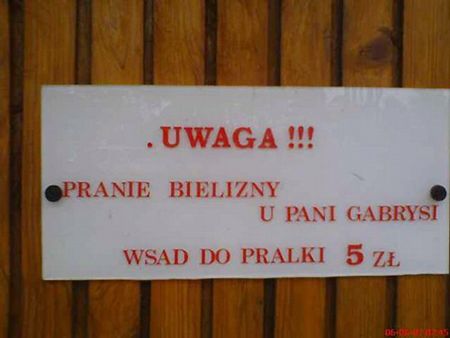 . UWAGA !!!
PRANIE BIELIZNY
U PANI GABRYSI
WSAD DO PRALKI 5 ZŁ